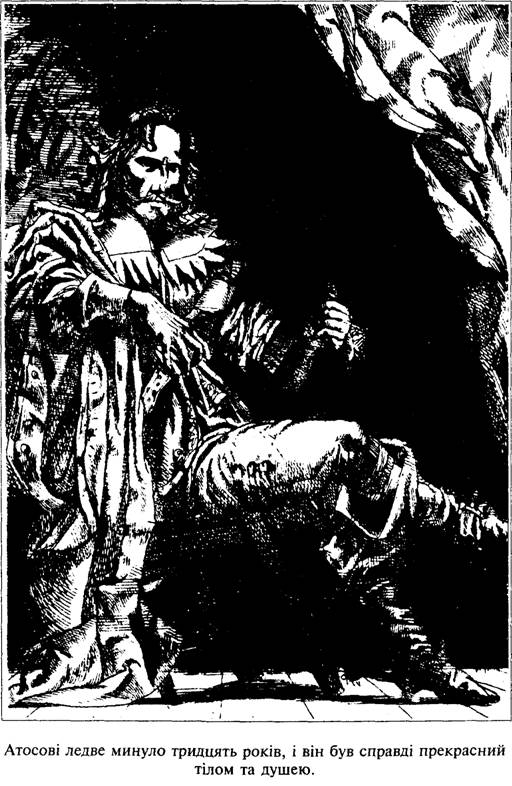 Атосові ледве минуло тридцять років, і він був справді прекрасний
тілом та душею.